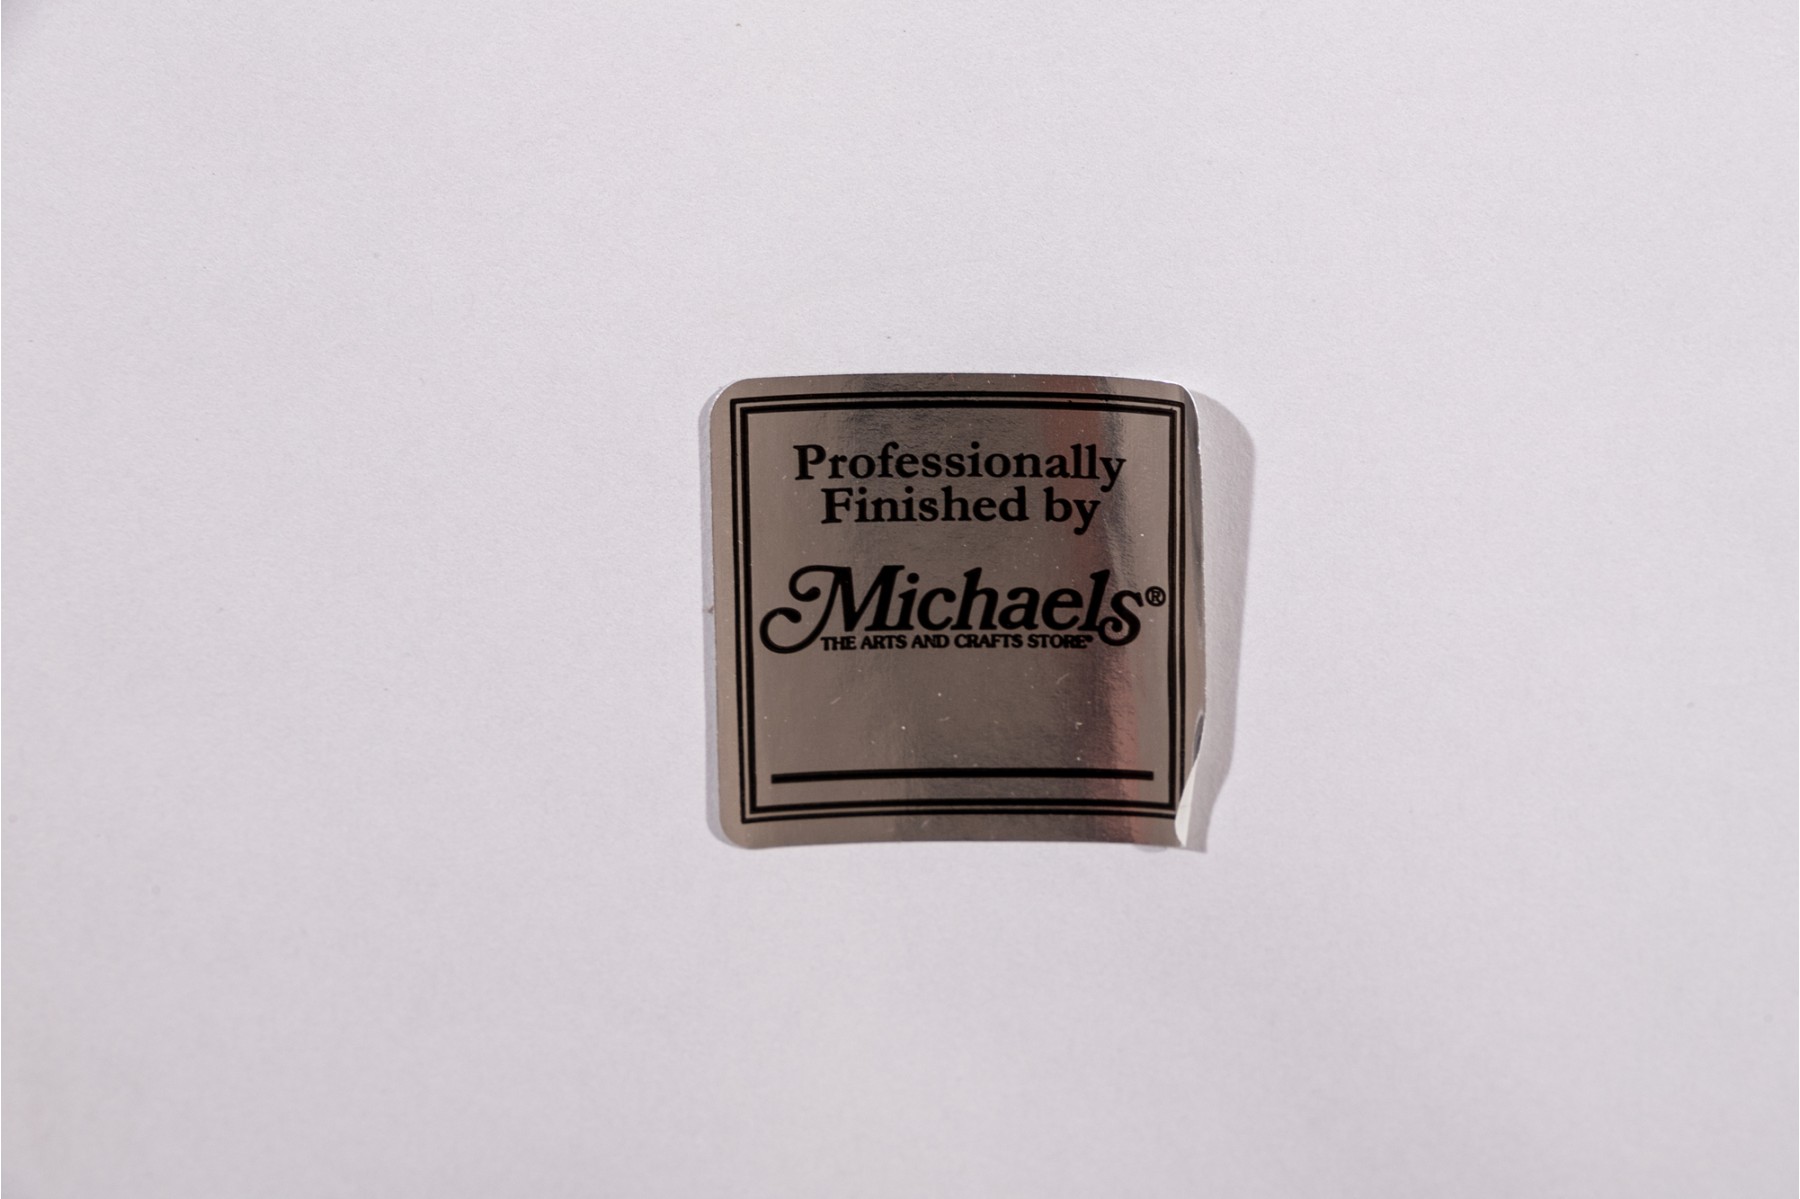 Professionally
Finished by
Michaels®
THE ARTS AND CRAFTS STORE®